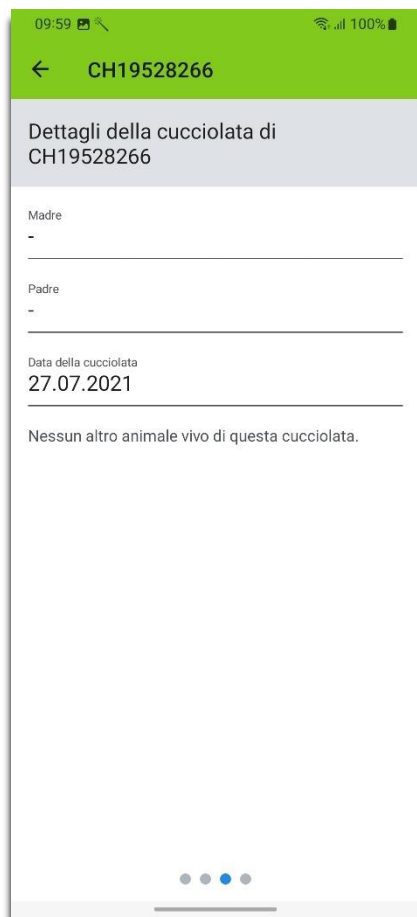 09:59 100%
CH19528266
Dettagli della cucciolata di
CH19528266
Madre
-
Padre
-
Data della cucciolata
27.07.2021
Nessun altro animale vivo di questa cucciolata.